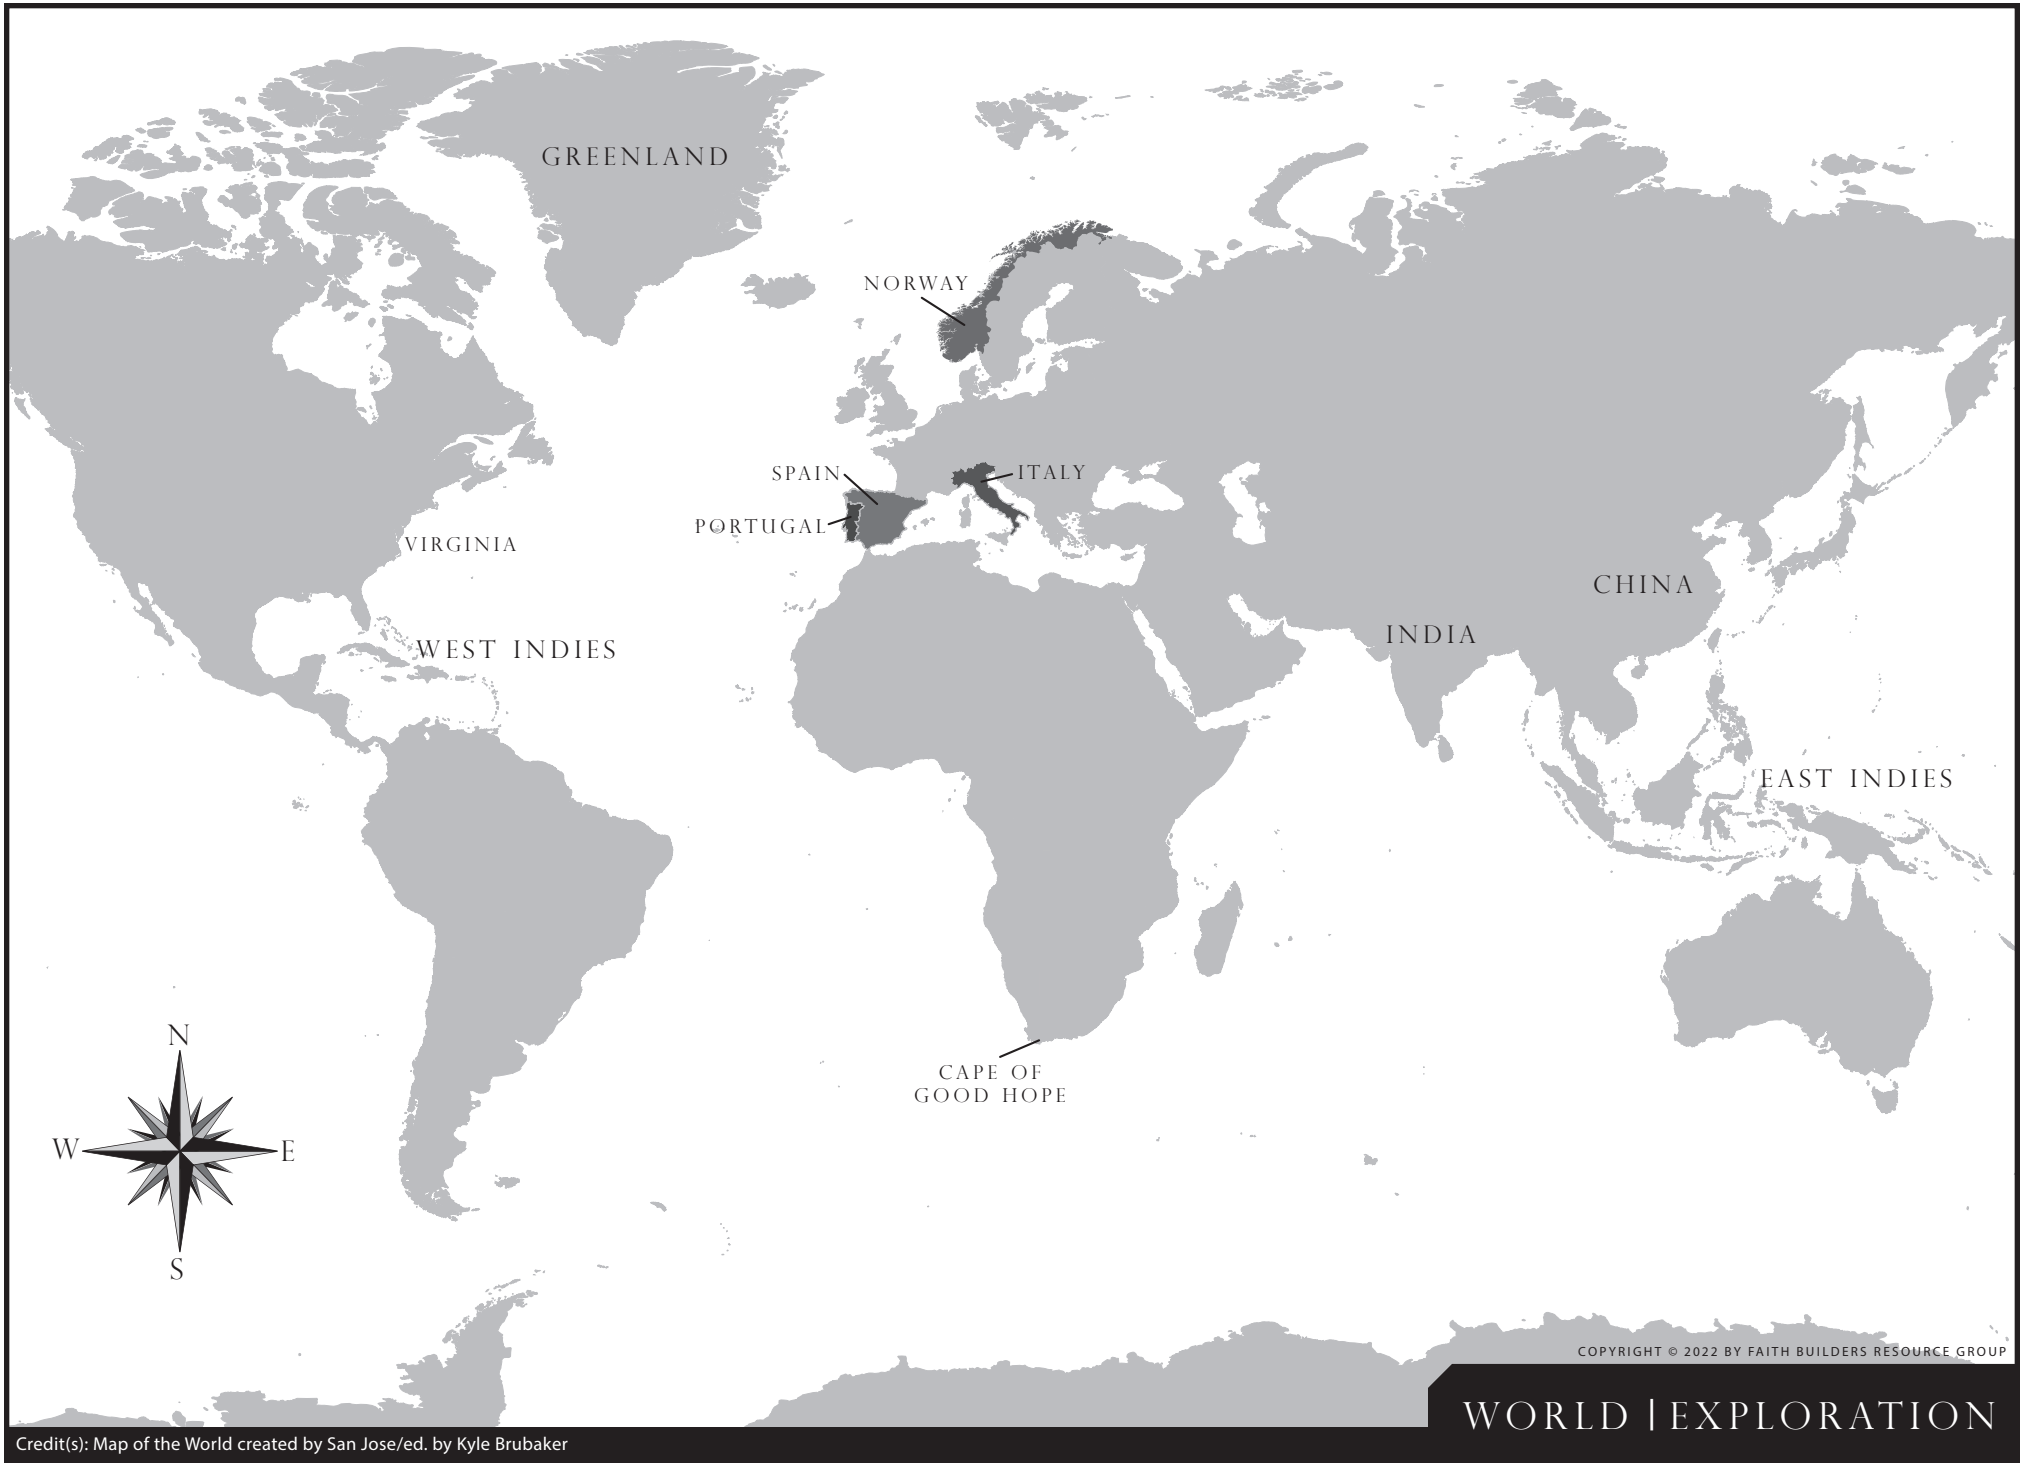 GREENLAND
NORWAY
SPAIN
ITALY
PORTUGAL
VIRGINIA
CHINA
INDIA
WEST INDIES
EAST INDIES
CAPE OF
GOOD HOPE
N
W
E
S
COPYRIGHT © 2022 BY FAITH BUILDERS RESOURCE GROUP
WORLD | EXPLORATION
Credit(s): Map of the World created by San Jose/ed. by Kyle Brubaker